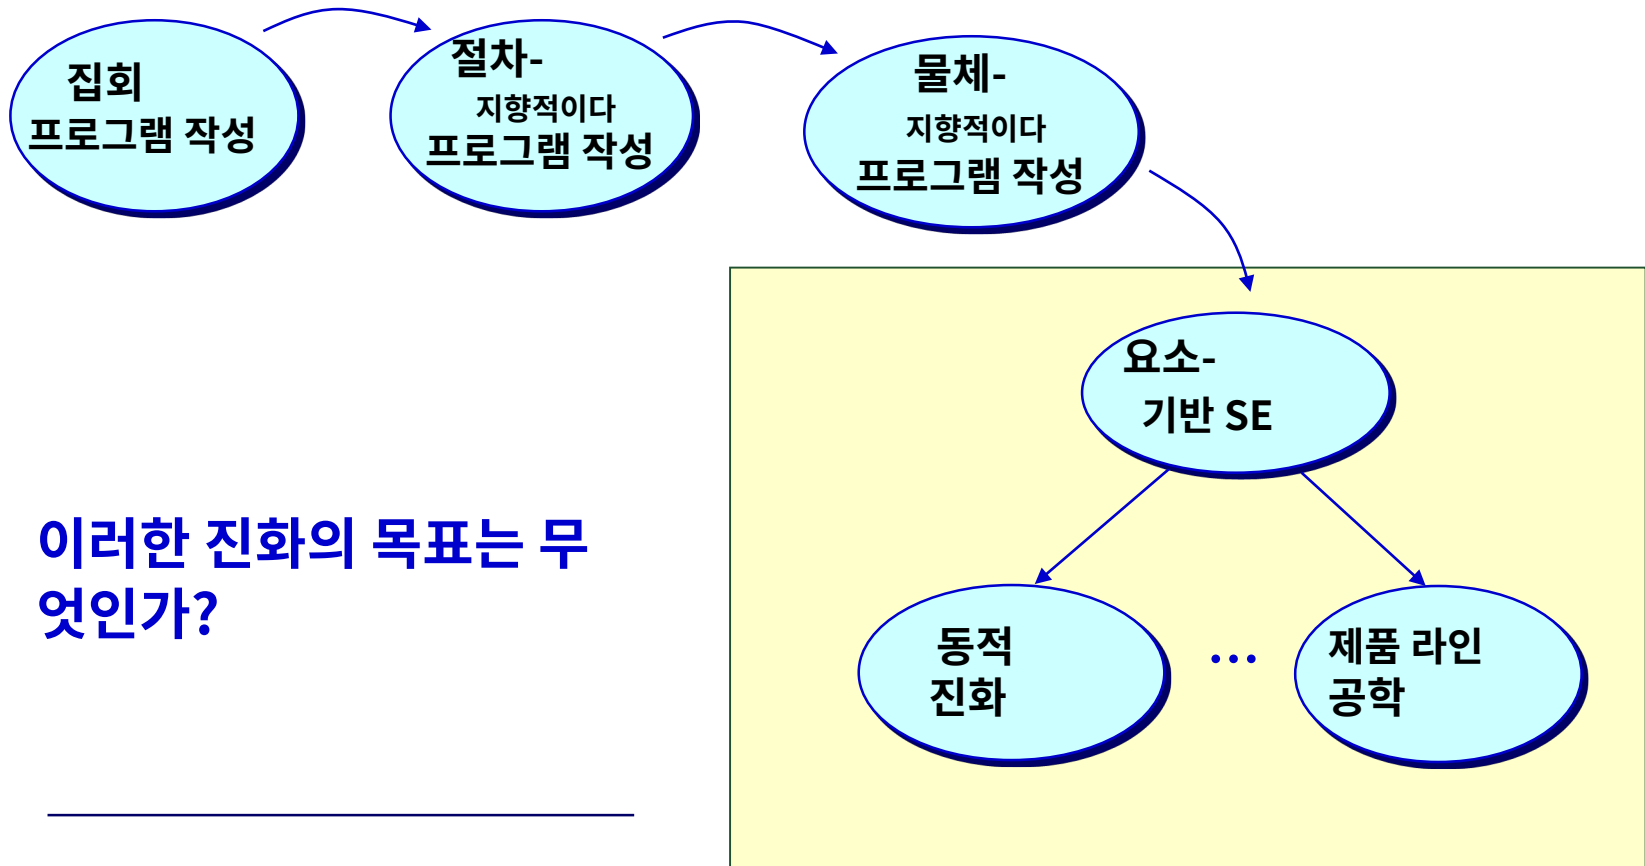 집회
프로그램 작성
절차-
지향적이다
프로그램 작성
물체-
지향적이다
프로그램 작성
요소-
기반 SE
이러한 진화의 목표는 무
엇인가?
동적
진화
...
제품 라인
공학